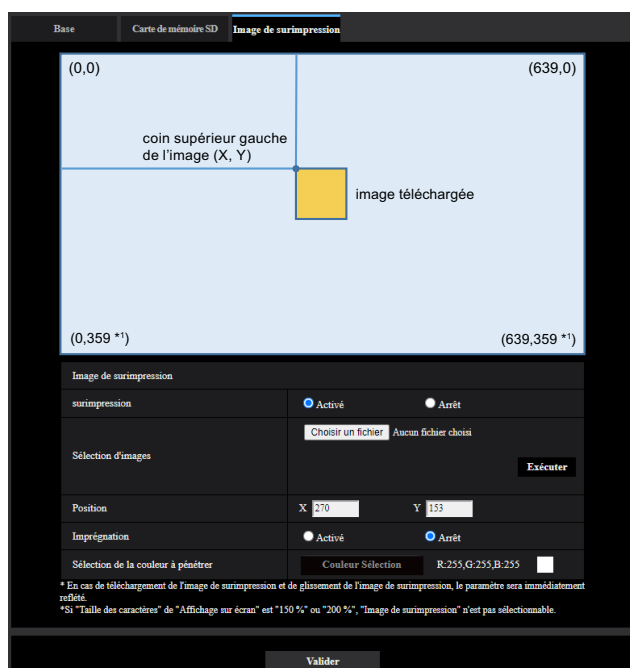 Base Carte de mémoire SD Image de surimpression
(0,0) (639,0)
coin supérieur gauche
de l'image (X, Y)
image téléchargée
(0,359 *1) (639,359 *1)
Image de surimpression
surimpression Activé Arrêt
Choisir un fichier Aucun fichier choisi
Sélection d'images
Exécuter
Position X 270 Y 153
Imprégnation Activé Arrêt
Sélection de la couleur à pénétrer Couleur Sélection R:255,G:255,B:255
* En cas de téléchargement de l'image de surimpression et de glissement de l'image de surimpression, le paramètre sera immédiatement
reflété.
*Si "Taille des caractères" de "Affichage sur écran" est "150 %" ou "200 %", "Image de surimpression" n'est pas sélectionnable.
Valider